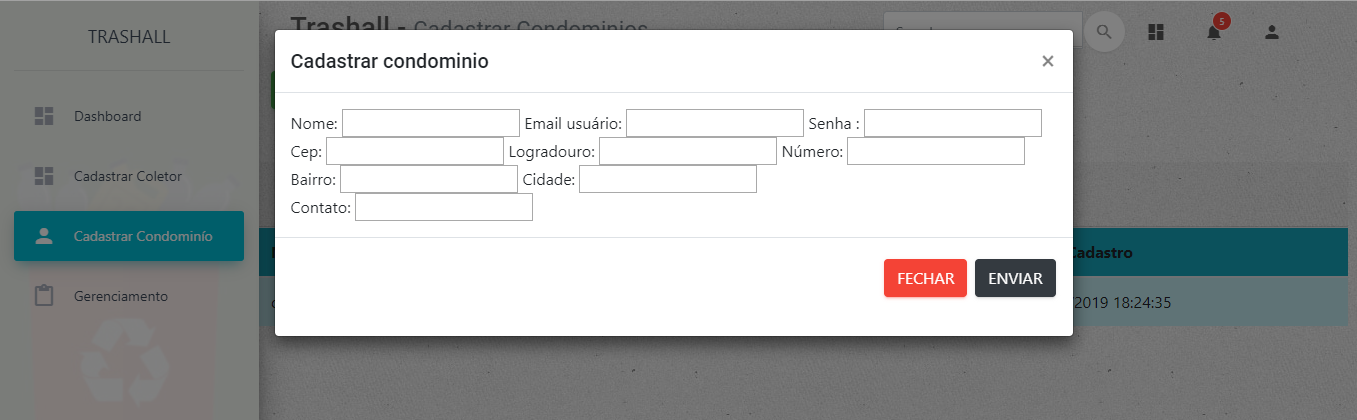 TRASHALL
Trashall - Cadastrar Condominios
5
Dashboard
Cadastrar Coletor
Cadastrar Condominío
Gerenciamento
Cadastrar condominio
×
Nome: Email usuário: Senha :
Cep: Logradouro: Número:
Bairro: Cidade:
Contato:
FECHAR ENVIAR
Cadastro
/2019 18:24:35